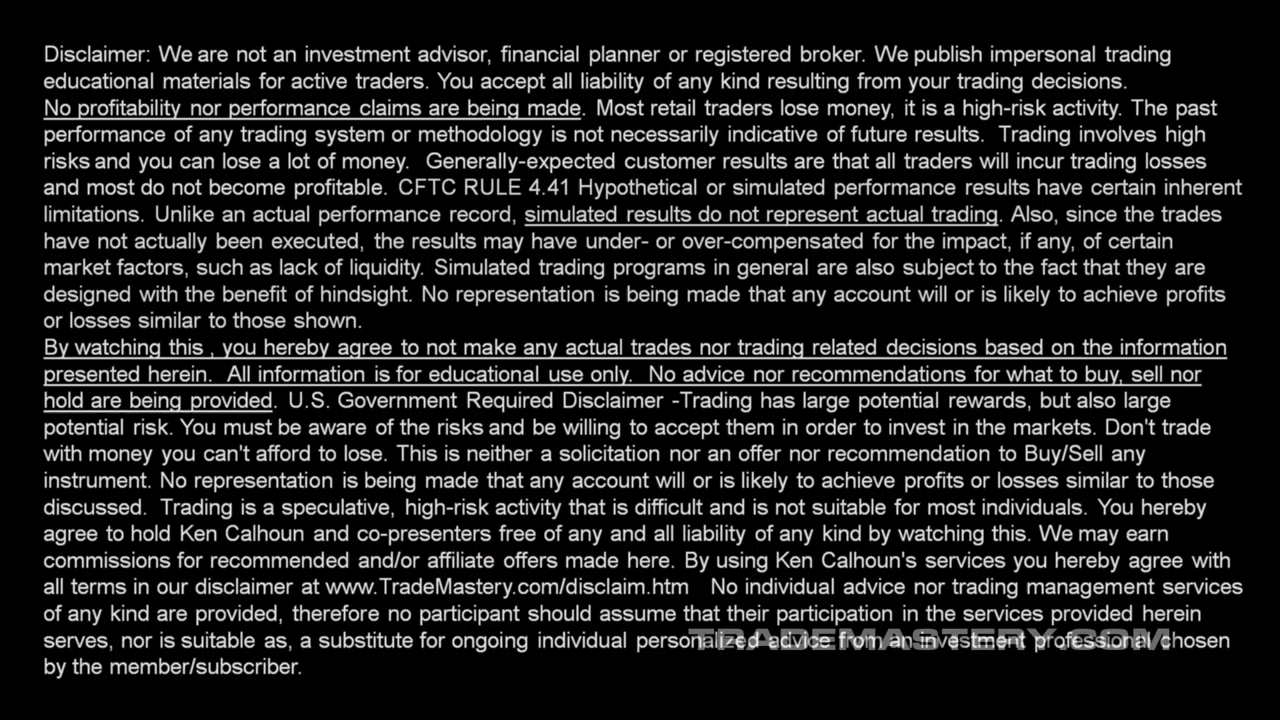 Disclaimer: We are not an investment advisor, financial planner or registered broker. We publish impersonal trading
educational materials for active traders. You accept all liability of any kind resulting from your trading decisions.
No profitability nor performance claims are being made. Most retail traders lose money, it is a high-risk activity. The past
performance of any trading system or methodology is not necessarily indicative of future results. Trading involves high
risks and you can lose a lot of money. Generally-expected customer results are that all traders will incur trading losses
and most do not become profitable. CFTC RULE 4.41 Hypothetical or simulated performance results have certain inherent
limitations. Unlike an actual performance record, simulated results do not represent actual trading. Also, since the trades
have not actually been executed, the results may have under- or over-compensated for the impact, if any, of certain
market factors, such as lack of liquidity. Simulated trading programs in general are also subject to the fact that they are
designed with the benefit of hindsight. No representation is being made that any account will or is likely to achieve profits
or losses similar to those shown.
By watching this , you hereby agree to not make any actual trades nor trading related decisions based on the information
presented herein. All information is for educational use only. No advice nor recommendations for what to buy, sell nor
hold are being provided. U.S. Government Required Disclaimer -Trading has large potential rewards, but also large
potential risk. You must be aware of the risks and be willing to accept them in order to invest in the markets. Don't trade
with money you can't afford to lose. This is neither a solicitation nor an offer nor recommendation to Buy/Sell any
instrument. No representation is being made that any account will or is likely to achieve profits or losses similar to those
discussed. Trading is a speculative, high-risk activity that is difficult and is not suitable for most individuals. You hereby
agree to hold Ken Calhoun and co-presenters free of any and all liability of any kind by watching this. We may earn
commissions for recommended and/or affiliate offers made here. By using Ken Calhoun's services you hereby agree with
all terms in our disclaimer at www.TradeMastery.com/disclaim.htm No individual advice nor trading management services
of any kind are provided, therefore no participant should assume that their participation in the services provided herein
serves, nor is suitable as, a substitute for ongoing individual personalized advice from an investment professional chosen
by the member/subscriber.
TRADEMASTERY.COM